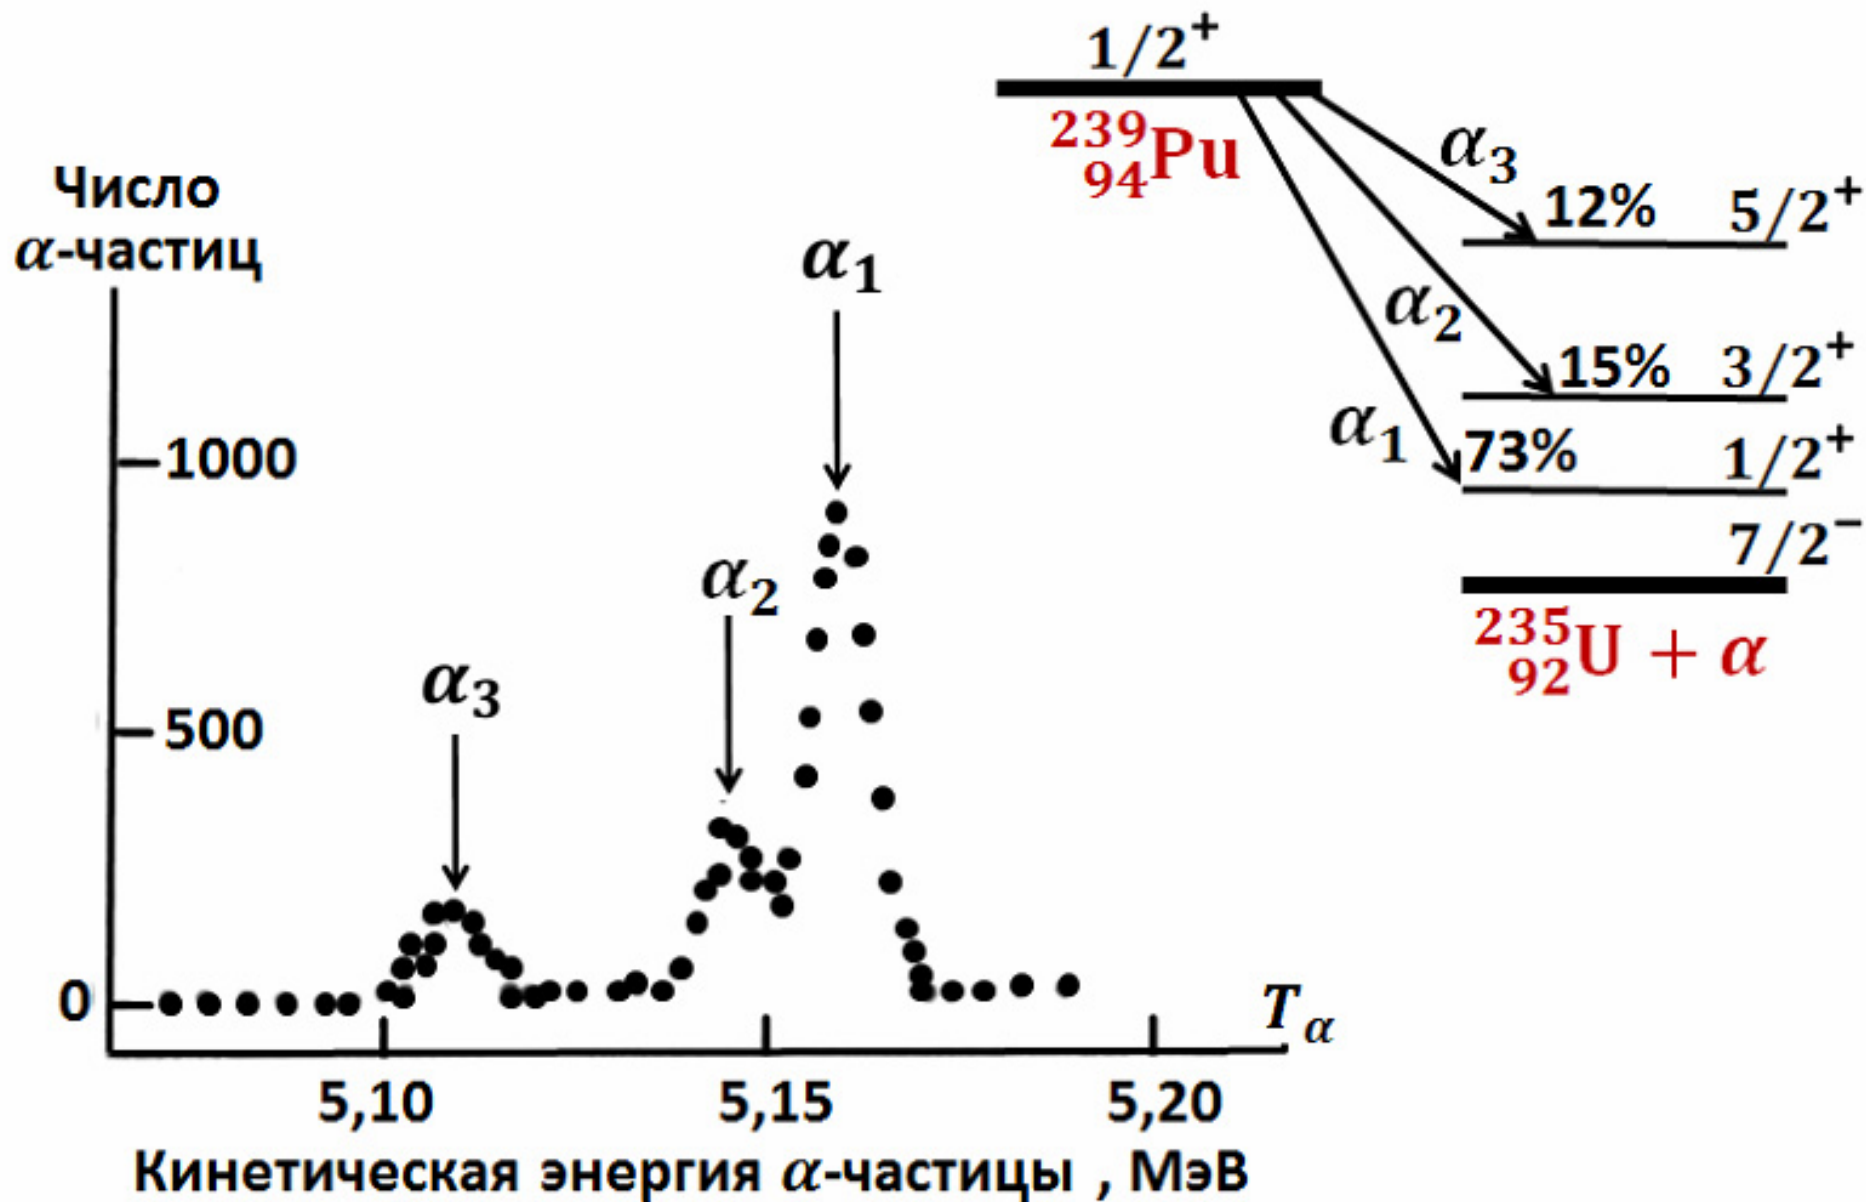 Число
α-частиц
1000
500
0
α₃
α₂
α₁
5,10 5,15 5,20
T α
Кинетическая энергия α-частицы , МэВ
1/2⁺
²³⁹₉₄Pu
α₃
12% 5/2⁺
α₂
15% 3/2⁺
α₁
73% 1/2⁺
7/2⁻
²³⁵₉₂U + α